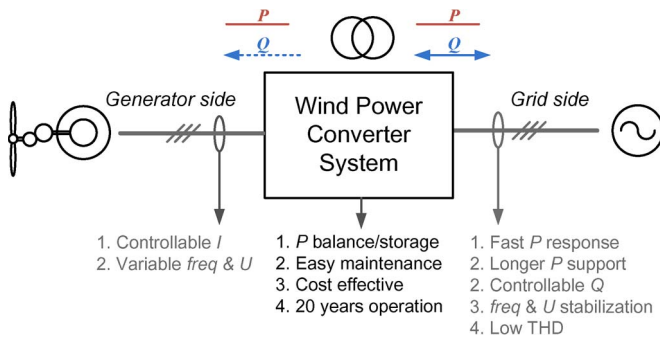 P
P
Q
Q
Generator side
Wind Power
Converter
System
Grid side
1. Controllable I
2. Variable freq & U
1. P balance/storage
2. Easy maintenance
3. Cost effective
4. 20 years operation
1. Fast P response
2. Longer P support
2. Controllable Q
3. freq & U stabilization
4. Low THD